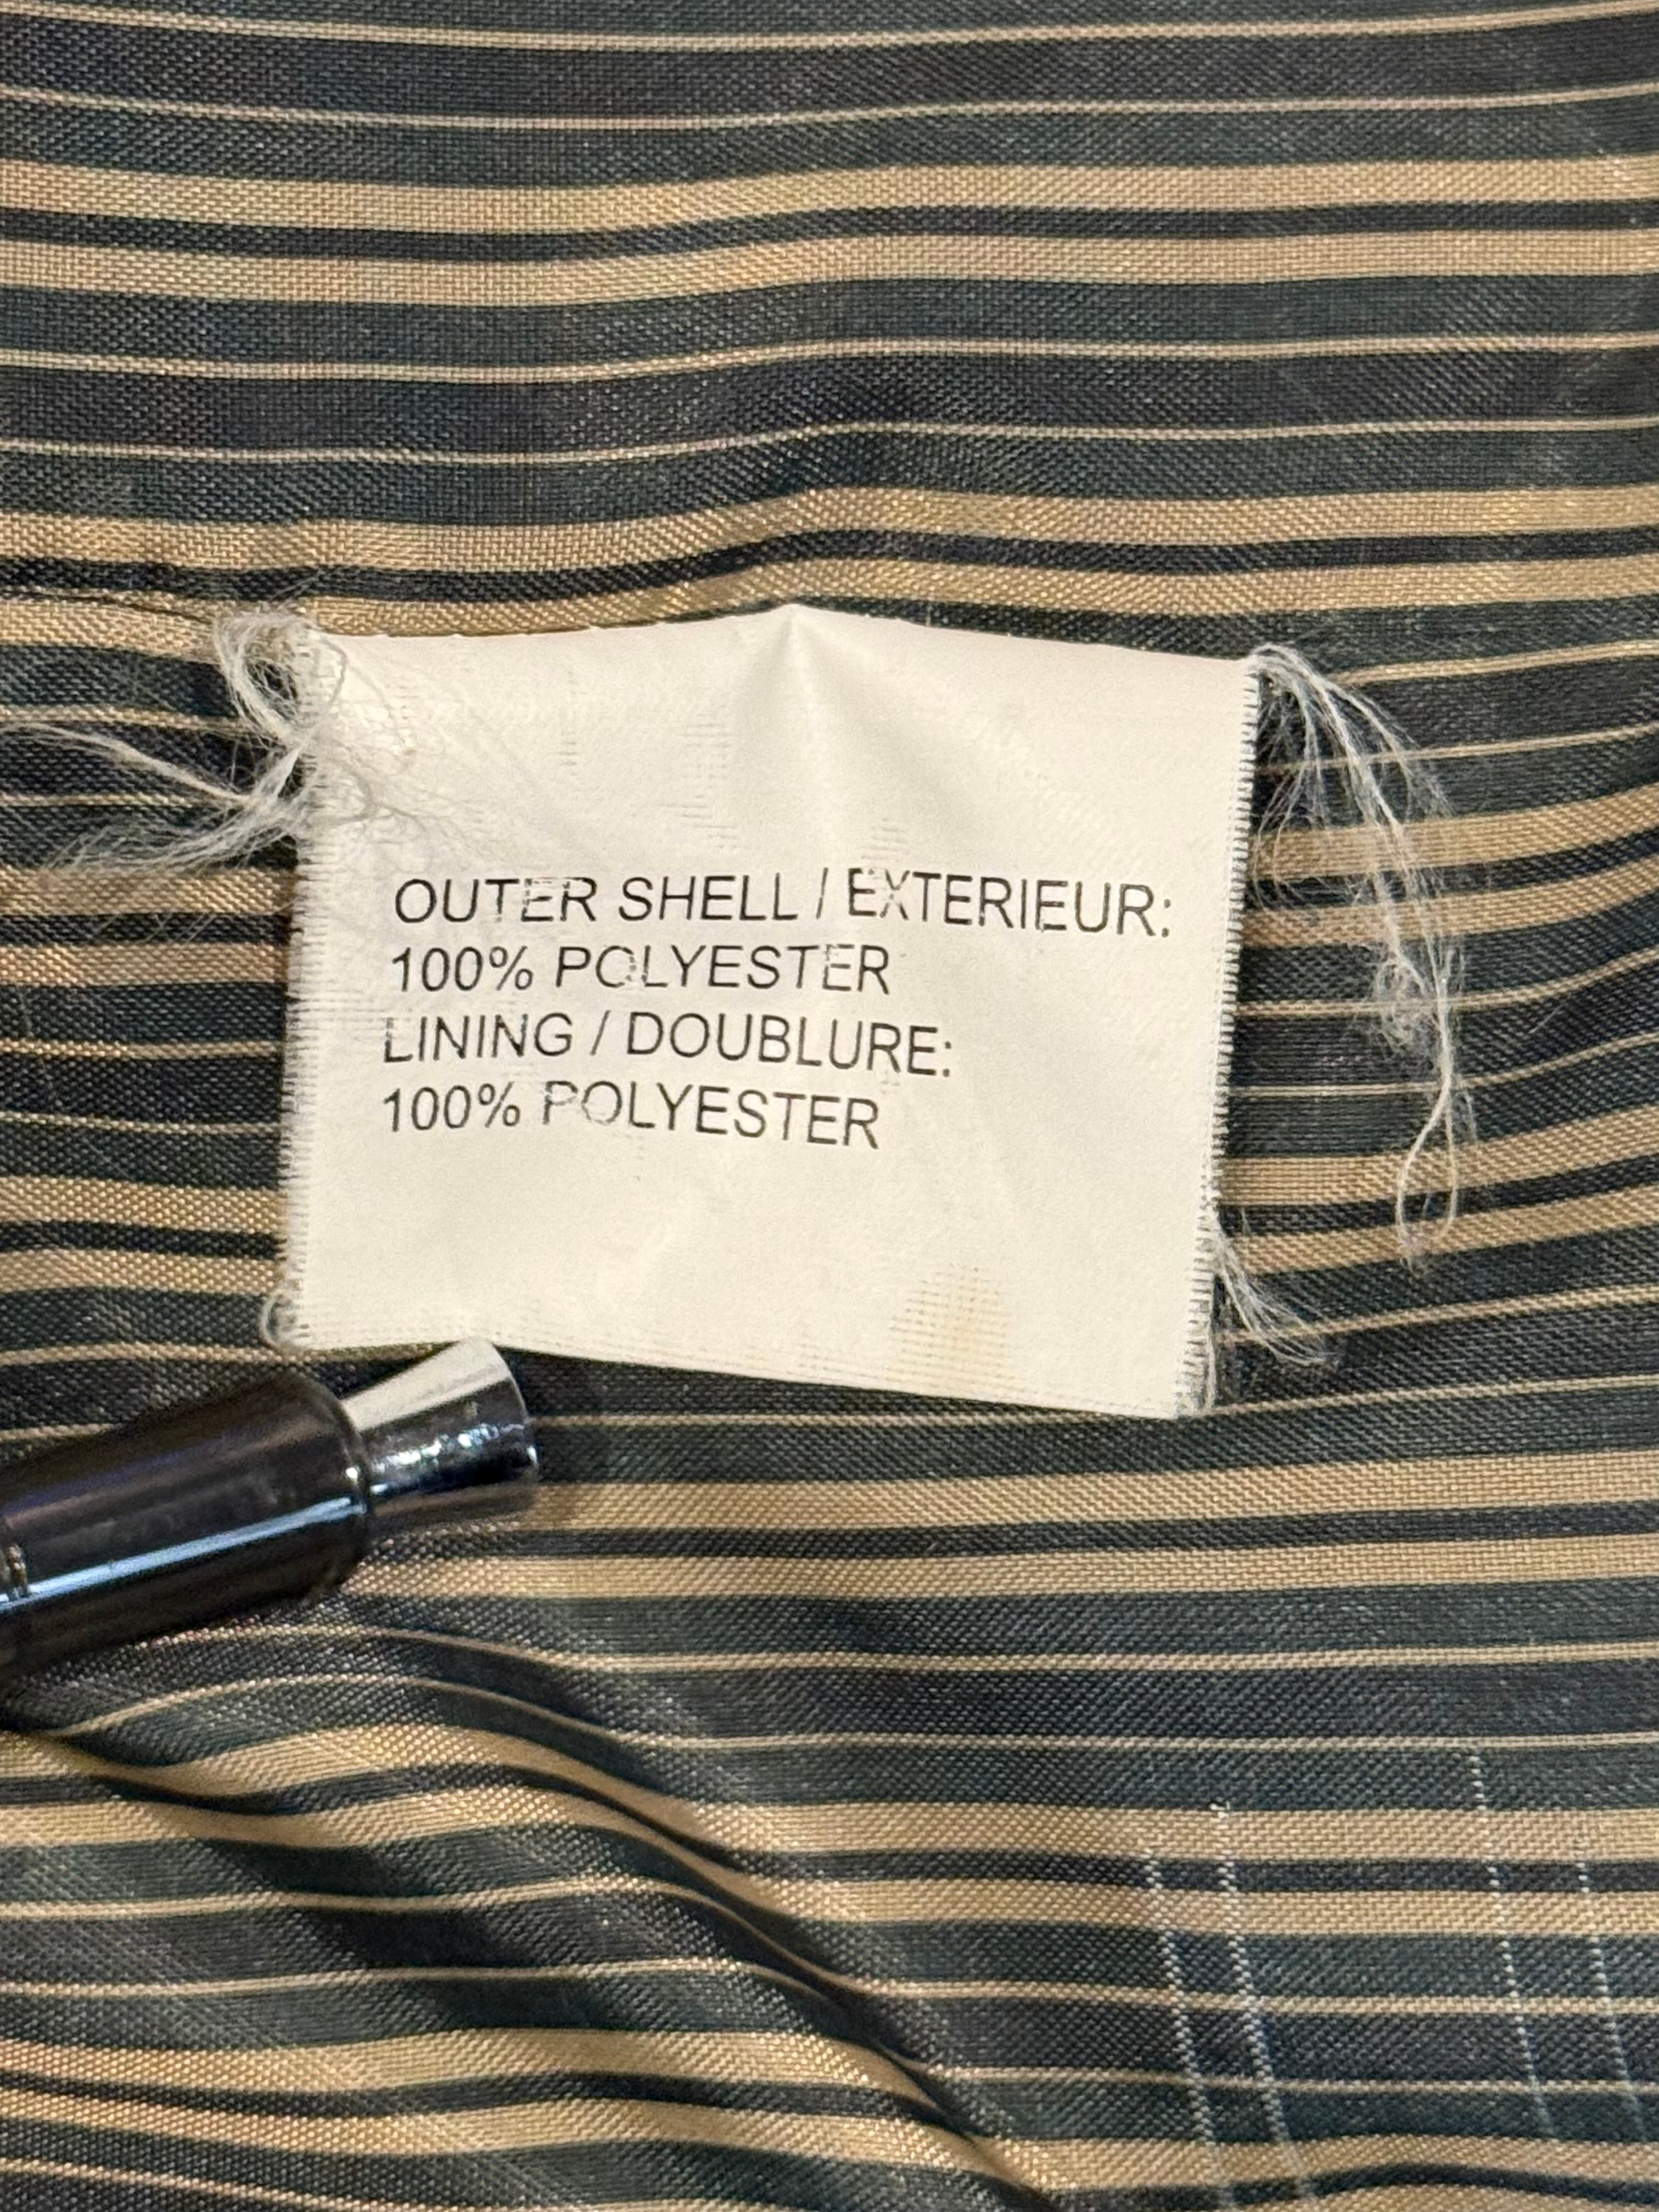 OUTER SHELL / EXTERIEUR:
100% POLYESTER
LINING / DOUBLURE:
100% POLYESTER